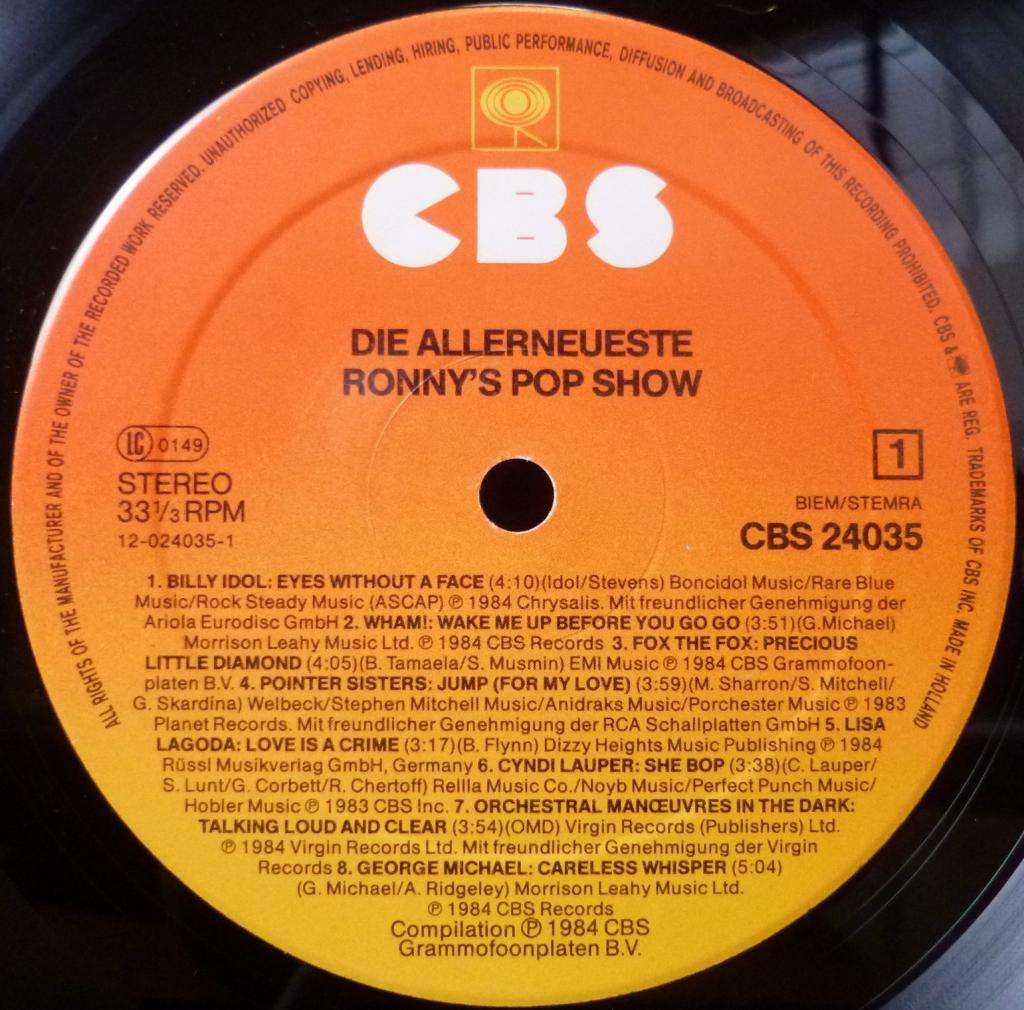 ALL RIGHTS OF THE MANUFACTURER AND OF THE OWNER OF THE RECORDED WORK RESERVED. UNAUTHORIZED COPYING, LENDING, HIRING, PUBLIC PERFORMANCE, DIFFUSION AND BROADCASTING OF THIS RECORDING PROHIBITED. CBS & ARE REG. TRADEMARKS OF CBS INC. MADE IN HOLLAND
CBS
DIE ALLERNEUESTE
RONNY'S POP SHOW
LC 0149
STEREO
33 1/3 RPM
12-024035-1
1
BIEM/STEMRA
CBS 24035
1. BILLY IDOL: EYES WITHOUT A FACE (4:10)(Idol/Stevens) Boncidol Music/Rare Blue
Music/Rock Steady Music (ASCAP) ℗ 1984 Chrysalis. Mit freundlicher Genehmigung der
Ariola Eurodisc GmbH 2. WHAM!: WAKE ME UP BEFORE YOU GO GO (3:51)(G.Michael)
Morrison Leahy Music Ltd. ℗ 1984 CBS Records 3. FOX THE FOX: PRECIOUS
LITTLE DIAMOND (4:05)(B. Tamaela/S. Musmin) EMI Music ℗ 1984 CBS Grammofoon-
platen B.V. 4. POINTER SISTERS: JUMP (FOR MY LOVE) (3:59)(M. Sharron/S. Mitchell/
G. Skardina) Welbeck/Stephen Mitchell Music/Anidraks Music/Porchester Music ℗ 1983
Planet Records. Mit freundlicher Genehmigung der RCA Schallplatten GmbH 5. LISA
LAGODA: LOVE IS A CRIME (3:17)(B. Flynn) Dizzy Heights Music Publishing ℗ 1984
Rüssl Musikverlag GmbH, Germany 6. CYNDI LAUPER: SHE BOP (3:38)(C. Lauper/
S. Lunt/G. Corbett/R. Chertoff) Rellla Music Co./Noyb Music/Perfect Punch Music/
Hobler Music ℗ 1983 CBS Inc. 7. ORCHESTRAL MANŒUVRES IN THE DARK:
TALKING LOUD AND CLEAR (3:54)(OMD) Virgin Records (Publishers) Ltd.
℗ 1984 Virgin Records Ltd. Mit freundlicher Genehmigung der Virgin
Records 8. GEORGE MICHAEL: CARELESS WHISPER (5:04)
(G. Michael/A. Ridgeley) Morrison Leahy Music Ltd.
℗ 1984 CBS Records
Compilation ℗ 1984 CBS
Grammofoonplaten B.V.